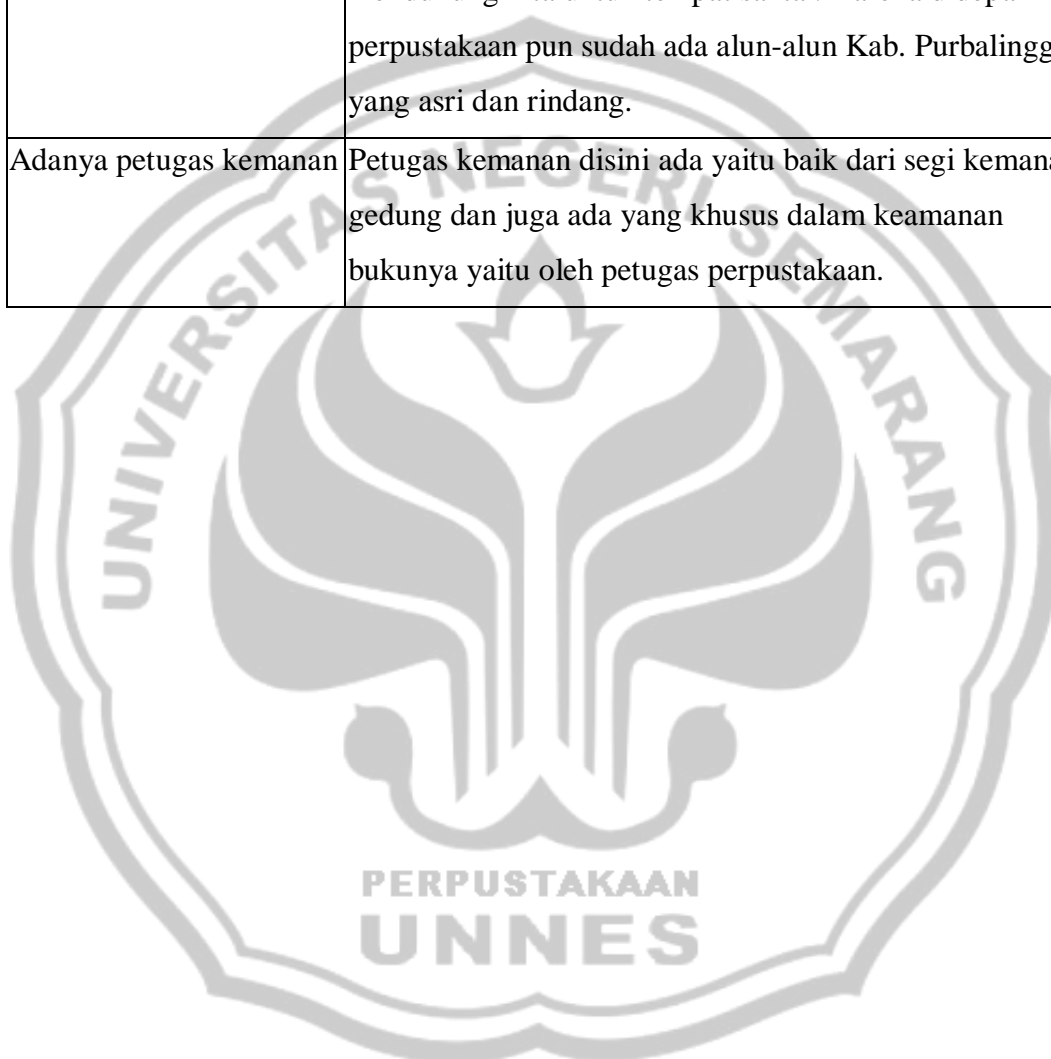 perpustakaan pun sudah ada alun-alun Kab. Purbalingg
yang asri dan rindang.
Adanya petugas kemanan
Petugas kemanan disini ada yaitu baik dari segi kemana
gedung dan juga ada yang khusus dalam keamanan
bukunya yaitu oleh petugas perpustakaan.
UNIVERSITAS NEGERI SEMARANG
PERPUSTAKAAN
UNNES